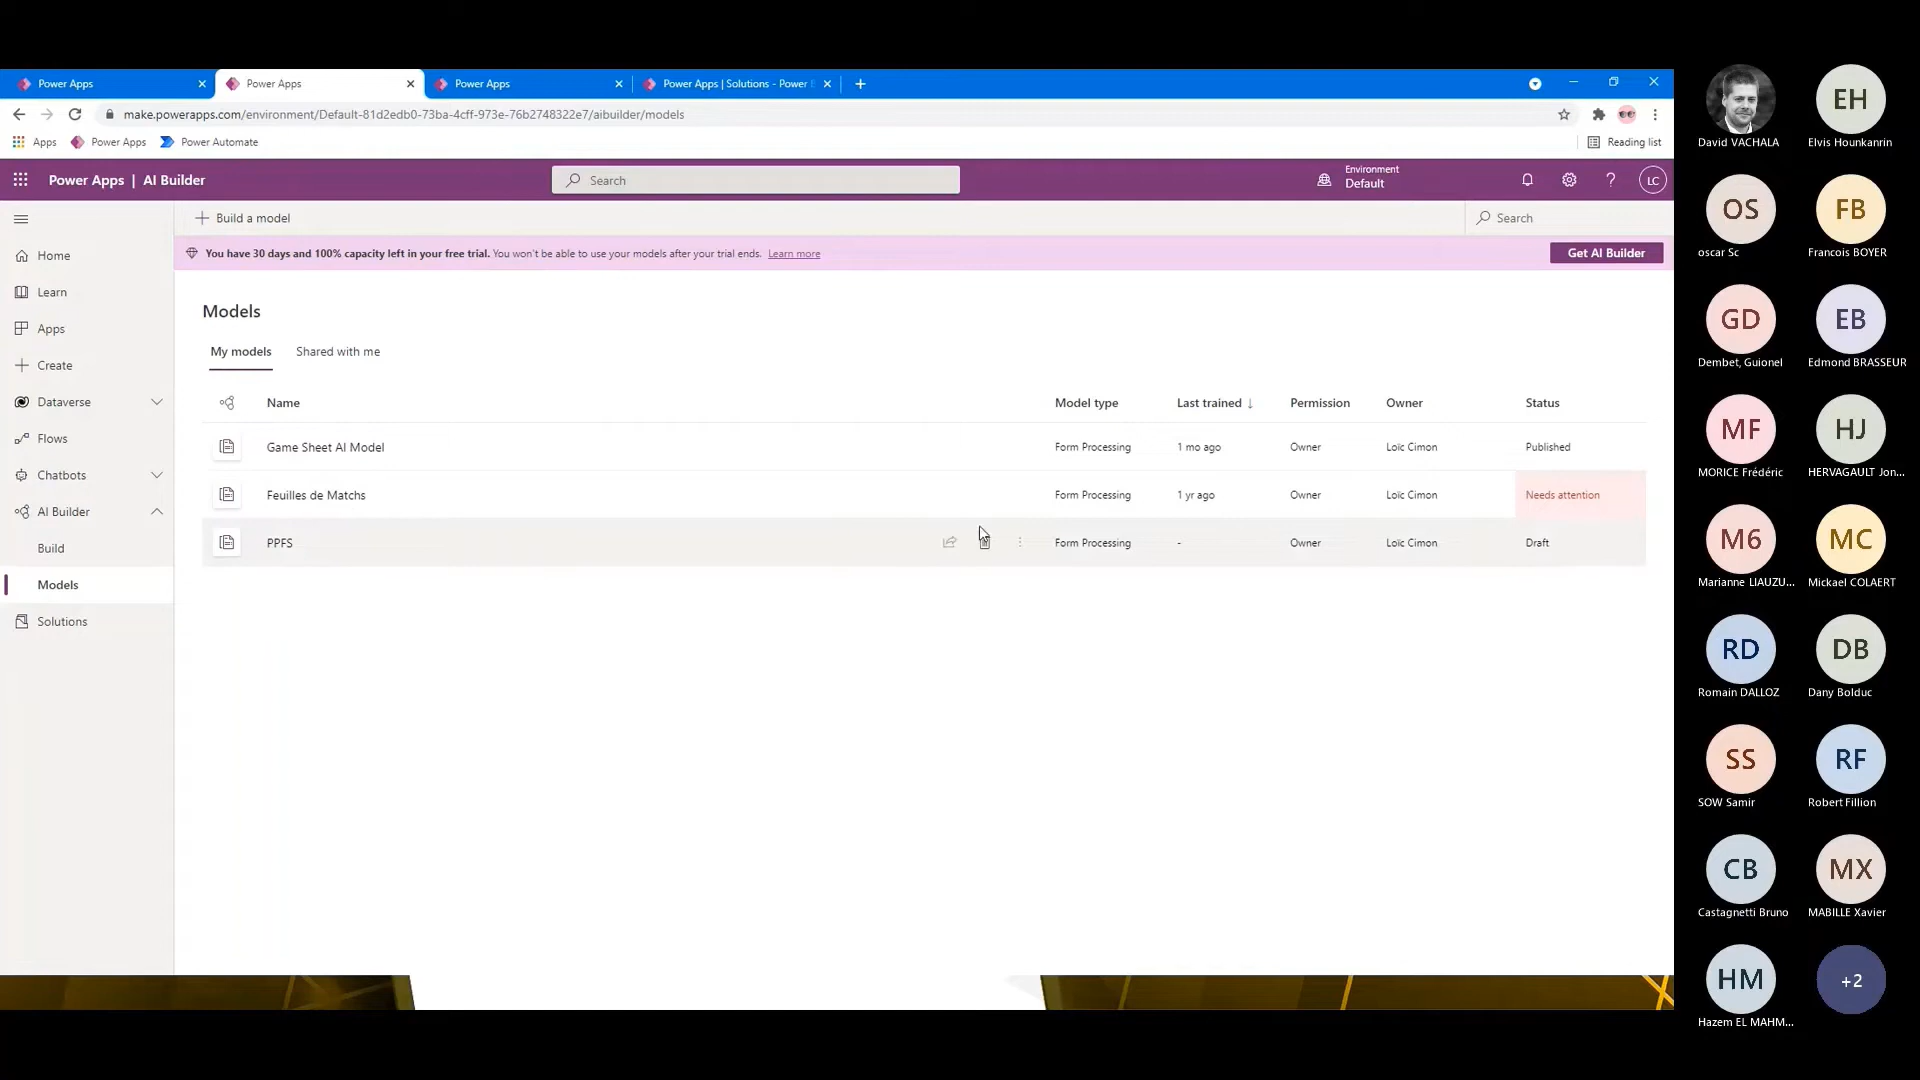 Power Apps
Power Apps
Power Apps
Power Apps | Solutions - Power
make.powerapps.com/environment/Default-81d2edb0-73ba-4cff-973e-76b2748322e7/aibuilder/models
Apps
Power Apps
Power Automate
Reading list
Power Apps | AI Builder
Search
Environment
Default
?
LC
Build a model
Search
You have 30 days and 100% capacity left in your free trial. You won't be able to use your models after your trial ends. Learn more
Get AI Builder
Home
Learn
Apps
Create
Dataverse
Flows
Chatbots
AI Builder
Build
Models
Solutions
Models
My models
Shared with me
Name Model type Last trained ↓ Permission Owner Status
Game Sheet AI Model Form Processing 1 mo ago Owner Loïc Cimon Published
Feuilles de Matchs Form Processing 1 yr ago Owner Loïc Cimon Needs attention
PPFS Form Processing - Owner Loïc Cimon Draft
David VACHALA
EH
Elvis Hounkanrin
OS
oscar Sc
FB
Francois BOYER
GD
Dembet, Guionel
EB
Edmond BRASSEUR
MF
MORICE Frédéric
HJ
HERVAGAULT Jon...
M6
Marianne LIAUZU...
MC
Mickael COLAERT
RD
Romain DALLOZ
DB
Dany Bolduc
SS
SOW Samir
RF
Robert Fillion
CB
Castagnetti Bruno
MX
MABILLE Xavier
HM
Hazem EL MAHM...
+2